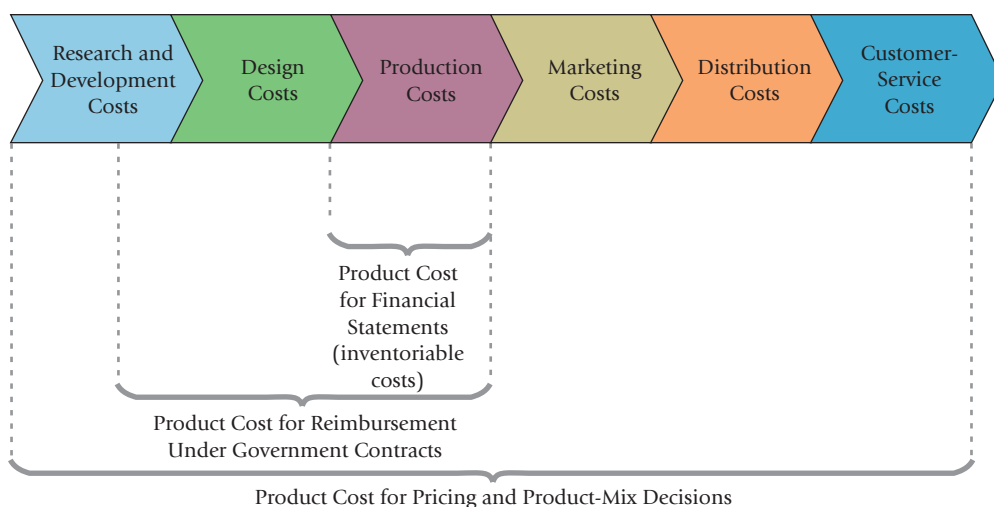 Research and
Development
Costs
Design
Costs
Production
Costs
Marketing
Costs
Distribution
Costs
Customer-
Service
Costs
Product Cost
for Financial
Statements
(inventoriable
costs)
Product Cost for Reimbursement
Under Government Contracts
Product Cost for Pricing and Product-Mix Decisions